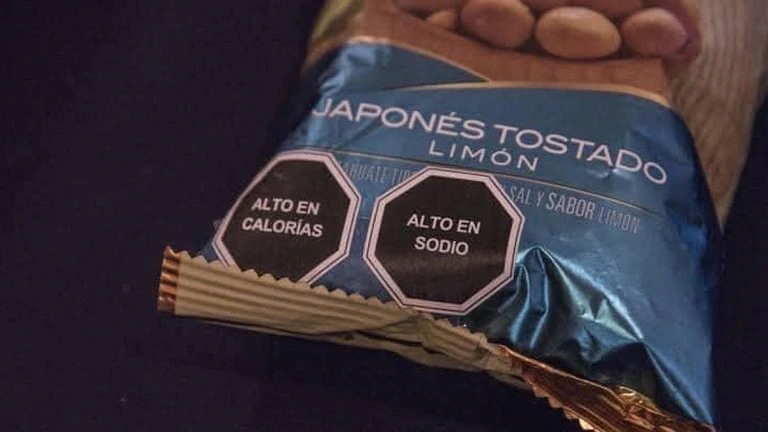 JAPONÉS TOSTADO
LIMÓN
SAL Y SABOR LIMÓN
ALTO EN
CALORÍAS
ALTO EN
SODIO